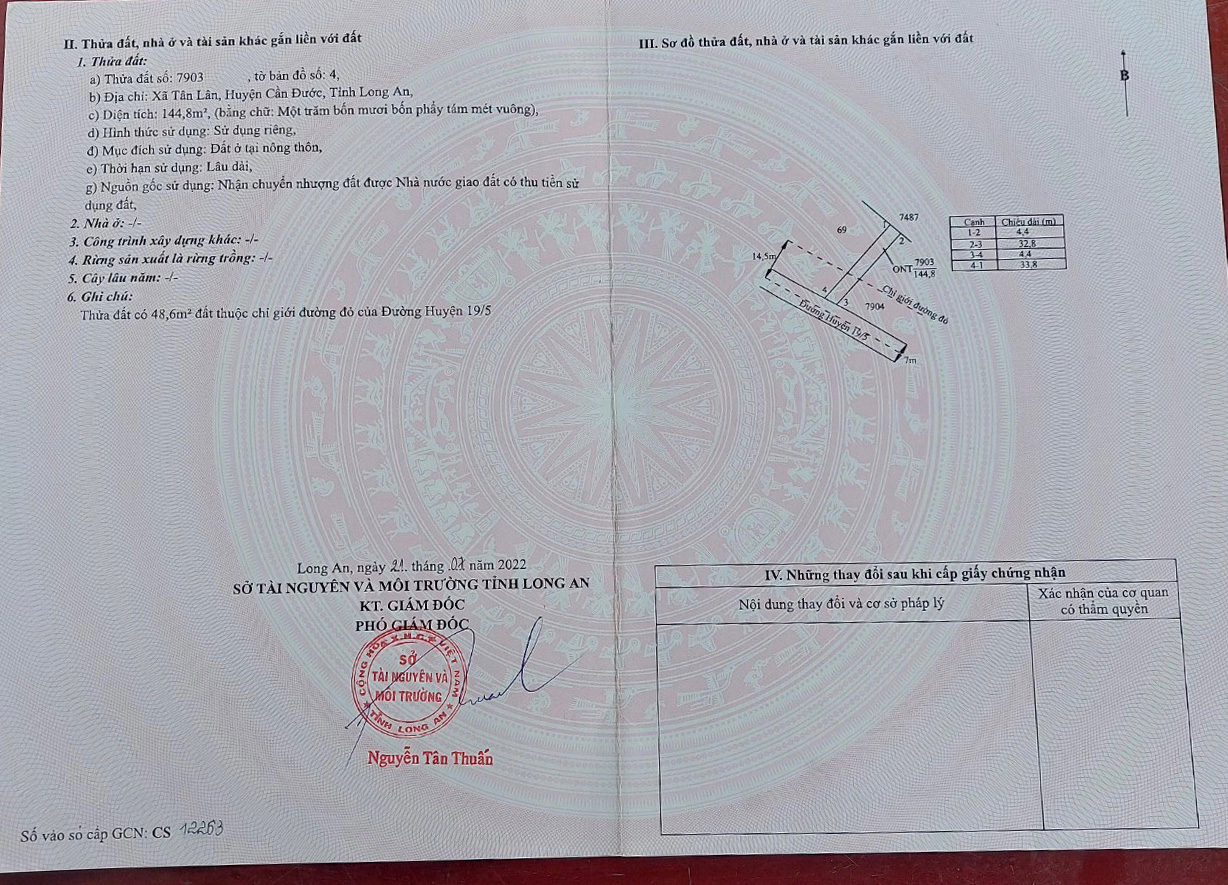 II. Thửa đất, nhà ở và tài sản khác gắn liền với đất
1. Thửa đất:
a) Thửa đất số: 7903 , tờ bản đồ số: 4,
b) Địa chỉ: Xã Tân Lân, Huyện Cần Đước, Tỉnh Long An,
c) Diện tích: 144,8m², (bằng chữ: Một trăm bốn mươi bốn phẩy tám mét vuông),
d) Hình thức sử dụng: Sử dụng riêng,
đ) Mục đích sử dụng: Đất ở tại nông thôn,
e) Thời hạn sử dụng: Lâu dài,
g) Nguồn gốc sử dụng: Nhận chuyển nhượng đất được Nhà nước giao đất có thu tiền sử
dụng đất,
2. Nhà ở: -/-
3. Công trình xây dựng khác: -/-
4. Rừng sản xuất là rừng trồng: -/-
5. Cây lâu năm: -/-
6. Ghi chú:
Thửa đất có 48,6m² đất thuộc chỉ giới đường đỏ của Đường Huyện 19/5
Long An, ngày 21 tháng 07 năm 2022
SỞ TÀI NGUYÊN VÀ MÔI TRƯỜNG TỈNH LONG AN
KT. GIÁM ĐỐC
PHÓ GIÁM ĐỐC
CỘNG HÒA X.H.C.N VIỆT NAM
SỞ
TÀI NGUYÊN VÀ
MÔI TRƯỜNG
TỈNH LONG AN
Nguyễn Tân Thuấn
Số vào sổ cấp GCN: CS 12263
III. Sơ đồ thửa đất, nhà ở và tài sản khác gắn liền với đất
B
7487
69
1
2
14,5m
ONT 7903
144,8
4
3
7904
Chỉ giới đường đỏ
Đường Huyện 19/5
7m
Cạnh Chiều dài (m)
1-2 4,4
2-3 32,8
3-4 4,4
4-1 33,8
IV. Những thay đổi sau khi cấp giấy chứng nhận
Nội dung thay đổi và cơ sở pháp lý
Xác nhận của cơ quan
có thẩm quyền